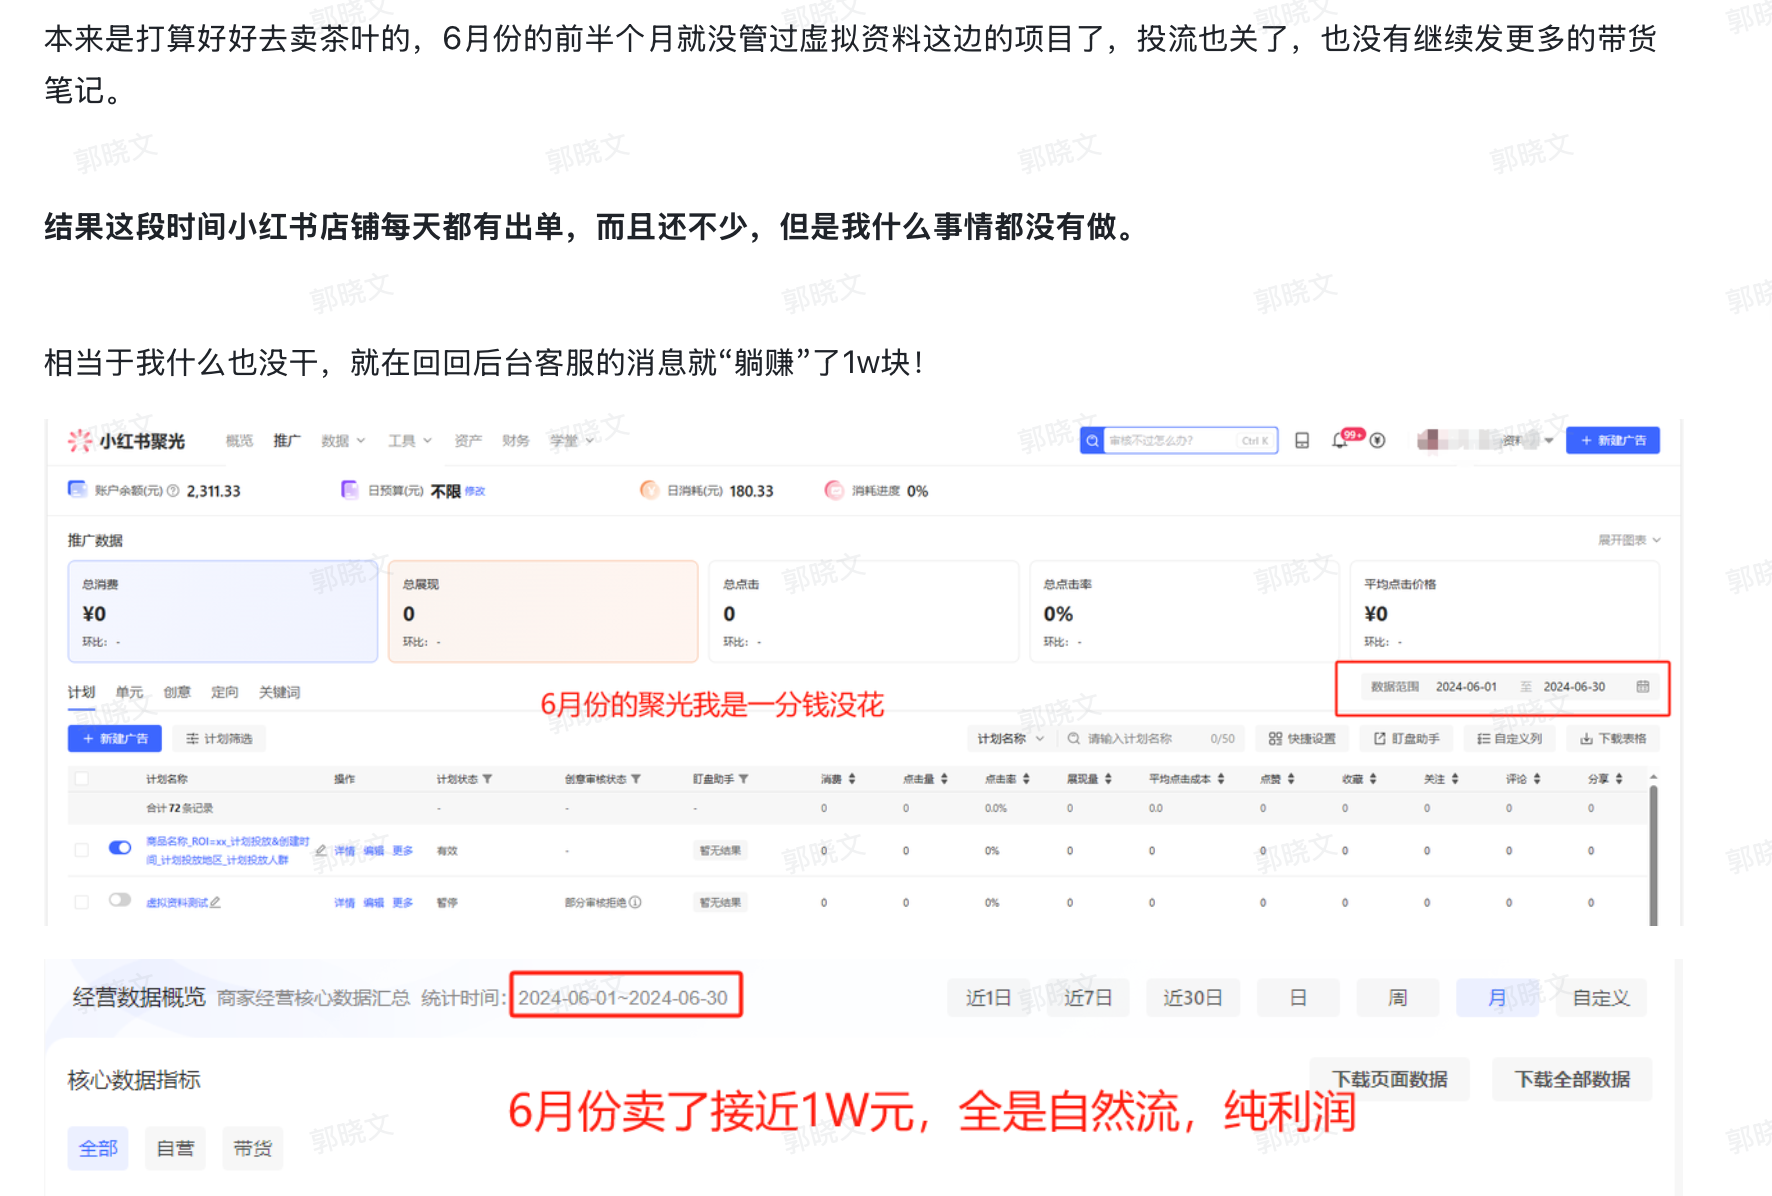 本来是打算好好去卖茶叶的，6月份的前半个月就没管过虚拟资料这边的项目了，投流也关了，也没有继续发更多的带货
笔记。
结果这段时间小红书店铺每天都有出单，而且还不少，但是我什么事情都没有做。
相当于我什么也没干，就在回回后台客服的消息就“躺赚”了1w块！
小红书聚光 概览 推广 数据 工具 资产 财务 学堂 审核不过怎么办? Ctrl K 99+ 资料 + 新建广告
账户余额(元) 2,311.33 日预算(元) 不限 修改 日消耗(元) 180.33 消耗进度 0%
推广数据 展开图表
总消费 总展现 总点击 总点击率 平均点击价格
¥0 0 0 0% ¥0
环比: - 环比: - 环比: - 环比: - 环比: -
计划 单元 创意 定向 关键词 数据范围 2024-06-01 至 2024-06-30
6月份的聚光我是一分钱没花
+ 新建广告 计划筛选 计划名称 请输入计划名称 0/50 快捷设置 盯盘助手 自定义列 下载表格
计划名称 操作 计划状态 创意审核状态 盯盘助手 消费 点击量 点击率 展现量 平均点击成本 点赞 收藏 关注 评论 分享
合计 72 条记录 - - - 0 0 0.0% 0 0.0 0 0 0 0 0
商品名称_ROI=xx_计划投放&创建时
间_计划投放地区_计划投放人群 详情 编辑 更多 有效 - 暂无结果 0 0 0% 0 0 0 0 0 0 0
虚拟资料测试 详情 编辑 更多 暂停 部分审核拒绝 暂无结果 0 0 0% 0 0 0 0 0 0 0
经营数据概览 商家经营核心数据汇总 统计时间: 2024-06-01~2024-06-30 近1日 近7日 近30日 日 周 月 自定义
核心数据指标 下载页面数据 下载全部数据
6月份卖了接近1W元，全是自然流，纯利润
全部 自营 带货
郭晓文